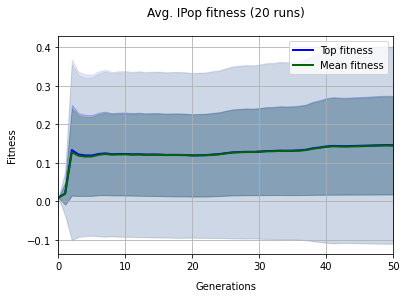 Avg. IPop fitness (20 runs)
0.4
0.3
0.2
0.1
0.0
−0.1
Fitness
Top fitness
Mean fitness
0 10 20 30 40 50
Generations